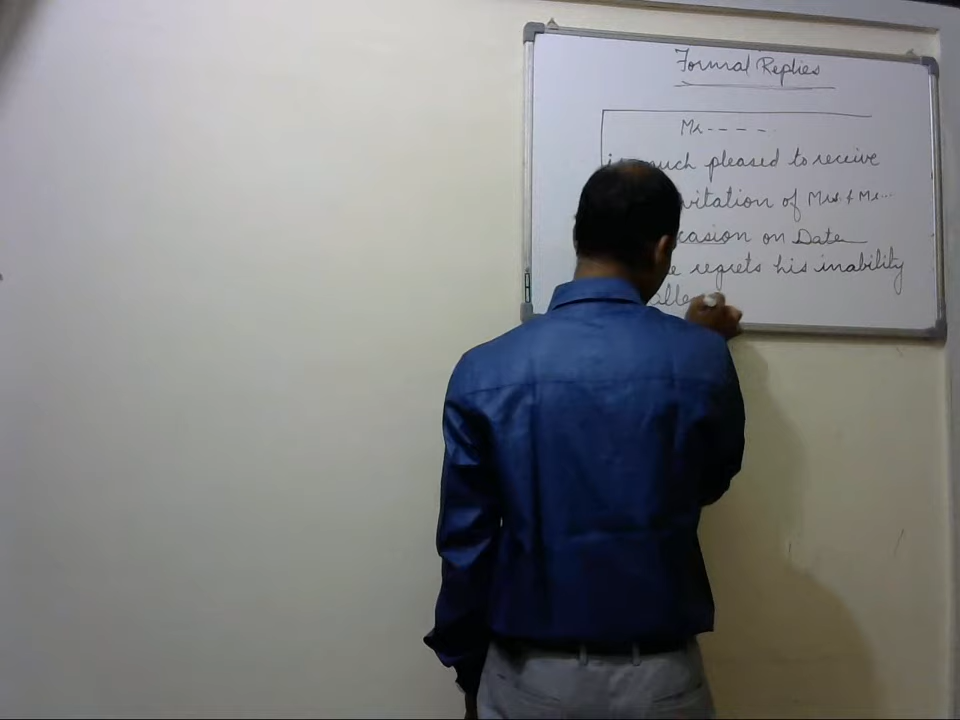 Formal Replies
Mr - - - -
much pleased to receive
vitation of Mrs. & Mr...
casion on Date
regrets his inability